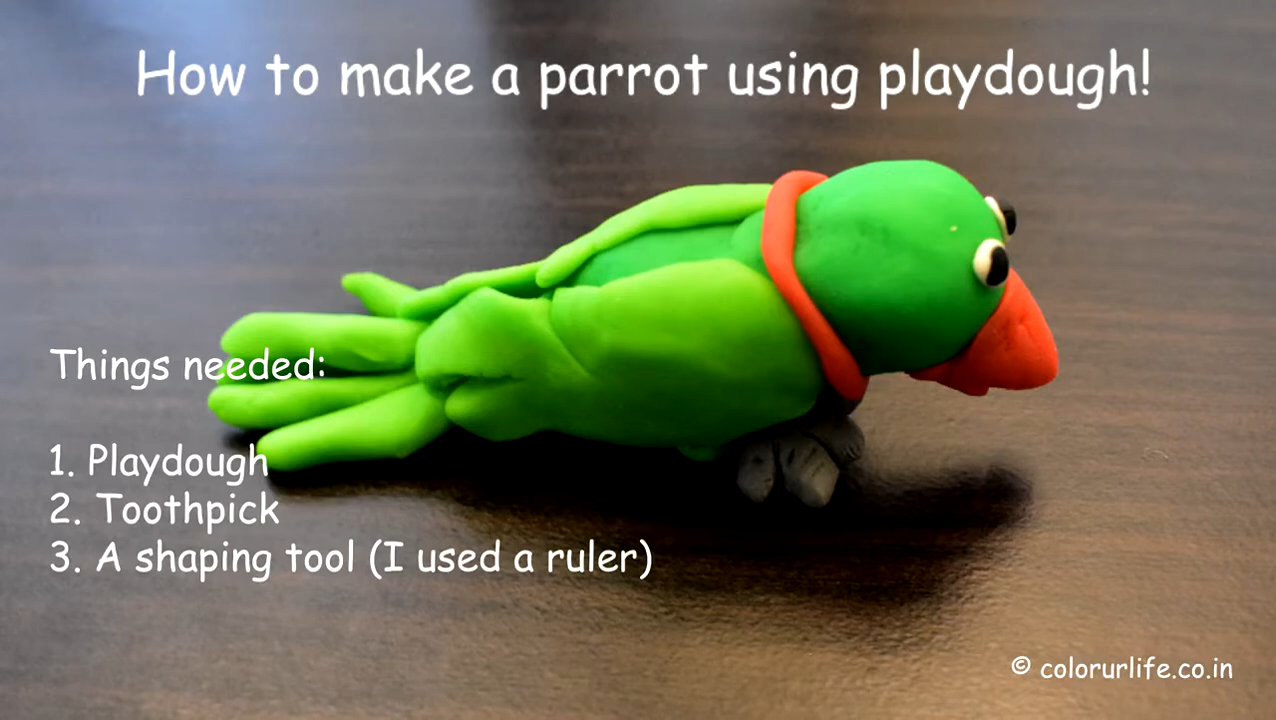 How to make a parrot using playdough!
Things needed:
1. Playdough
2. Toothpick
3. A shaping tool (I used a ruler)
© colorurlife.co.in